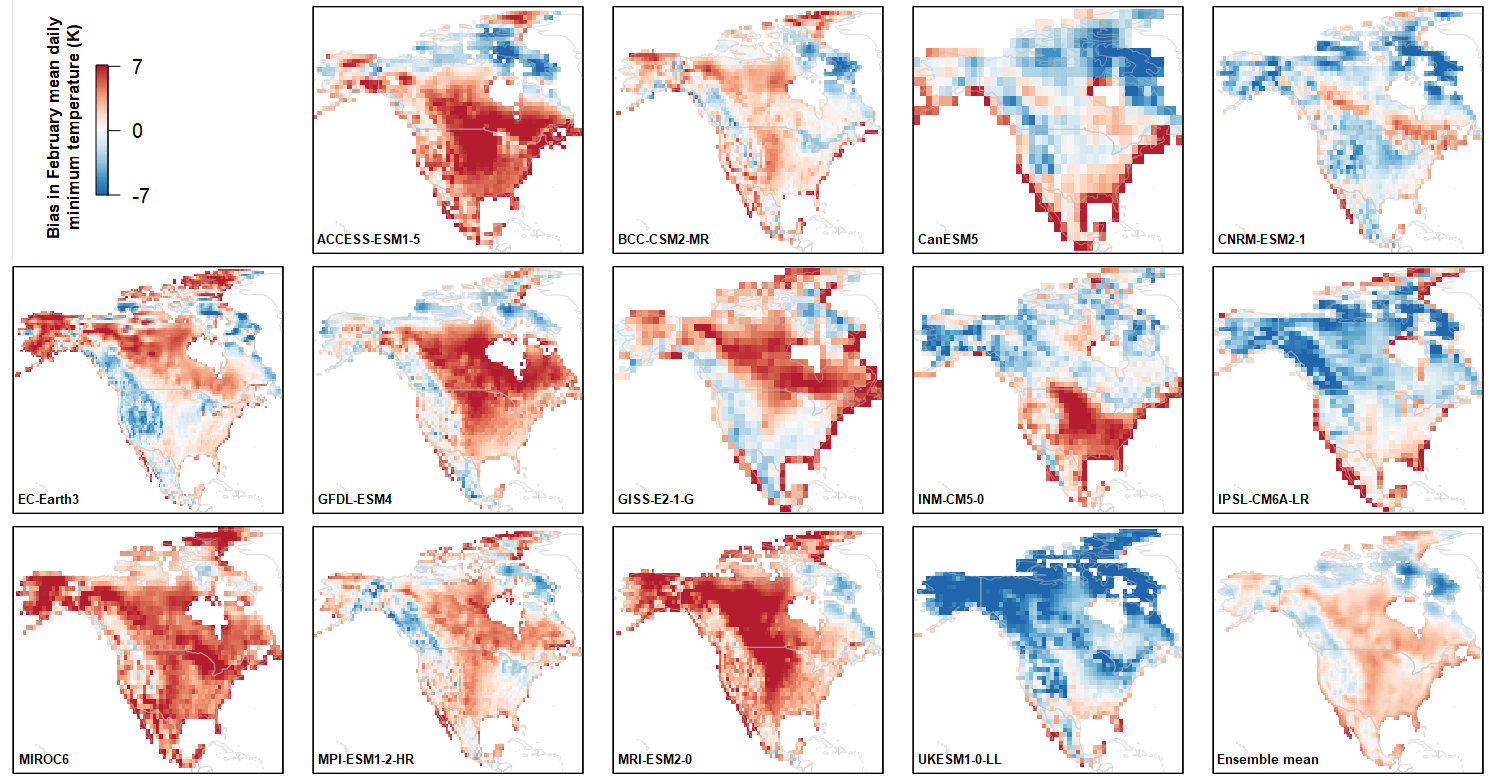 Bias in February mean daily
minimum temperature (K)
7
0
-7
ACCESS-ESM1-5
BCC-CSM2-MR
CanESM5
CNRM-ESM2-1
EC-Earth3
GFDL-ESM4
GISS-E2-1-G
INM-CM5-0
IPSL-CM6A-LR
MIROC6
MPI-ESM1-2-HR
MRI-ESM2-0
UKESM1-0-LL
Ensemble mean